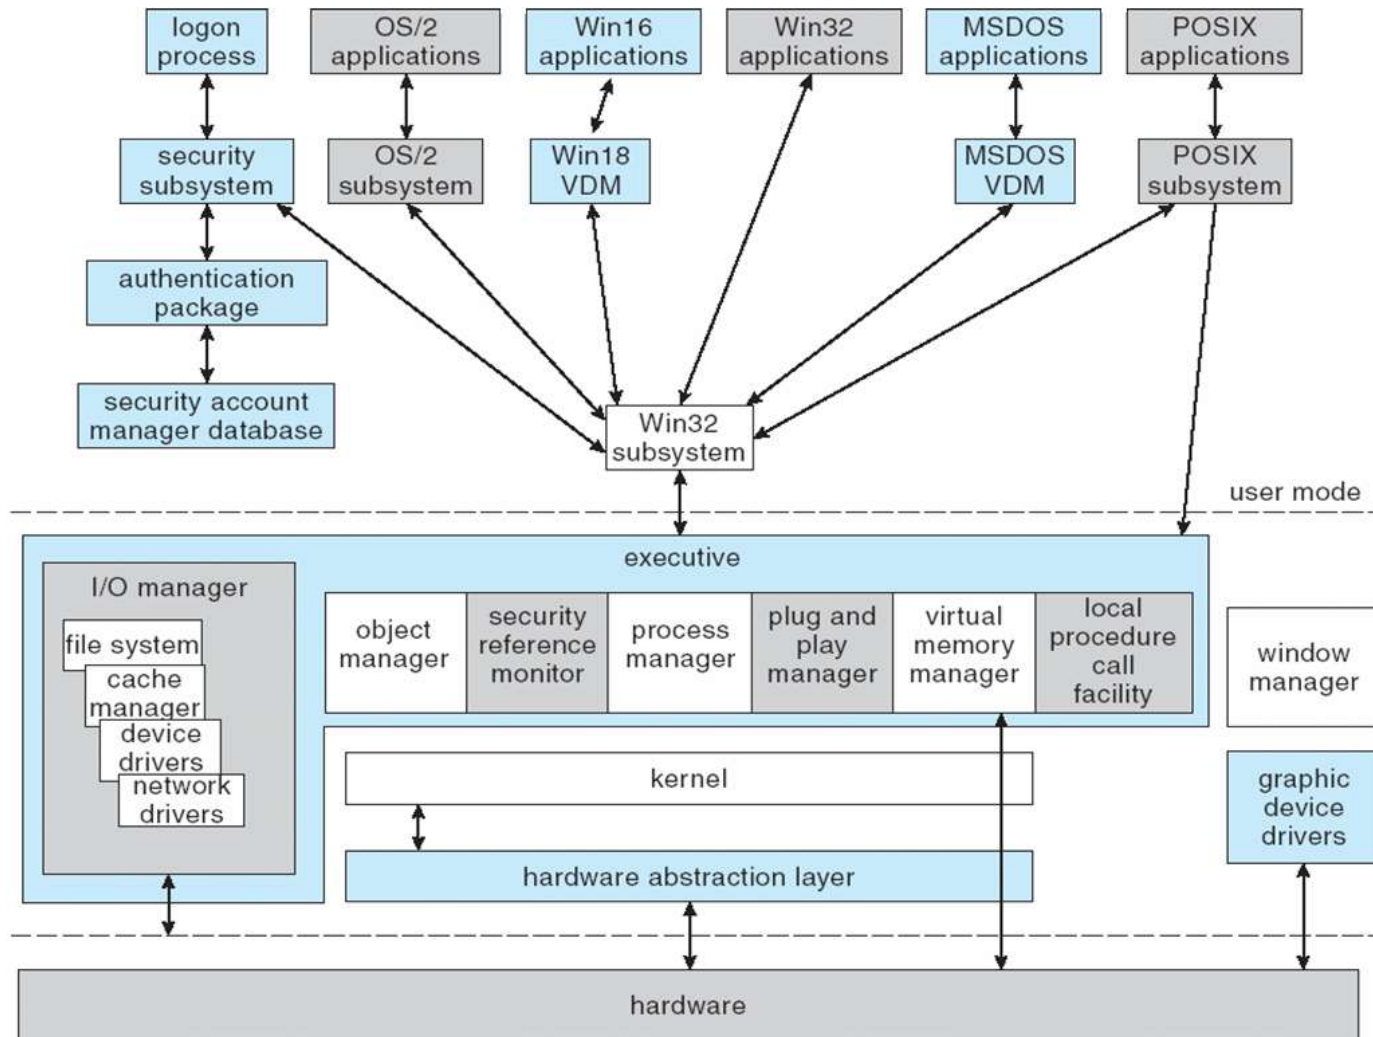 logon
process
OS/2
applications
Win16
applications
Win32
applications
MSDOS
applications
POSIX
applications
security
subsystem
OS/2
subsystem
Win18
VDM
MSDOS
VDM
POSIX
subsystem
authentication
package
security account
manager database
Win32
subsystem
user mode
executive
I/O manager
file system
cache
manager
device
drivers
network
drivers
object
manager
security
reference
monitor
process
manager
plug and
play
manager
virtual
memory
manager
local
procedure
call
facility
window
manager
kernel
graphic
device
drivers
hardware abstraction layer
hardware